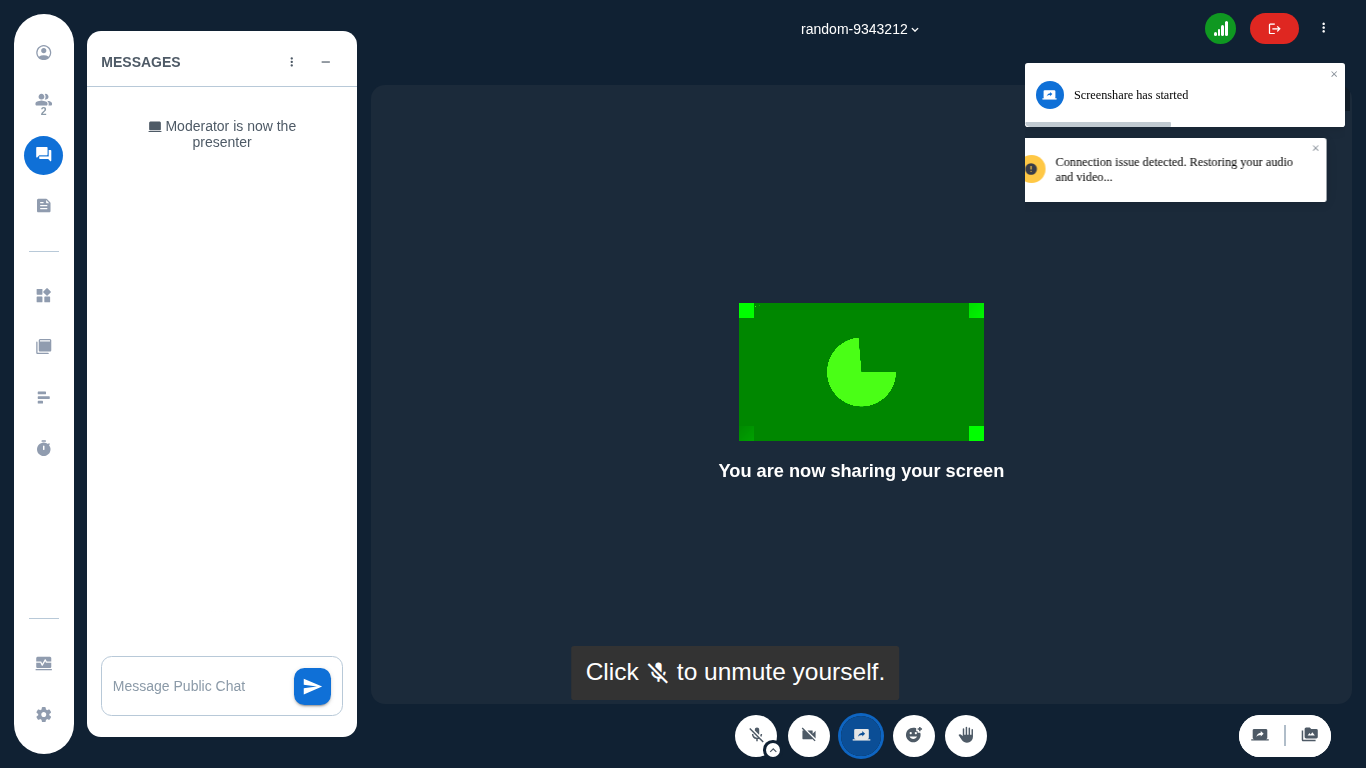 random-9343212
MESSAGES
2
Moderator is now the
presenter
Screenshare has started
Connection issue detected. Restoring your audio
and video...
You are now sharing your screen
Click to unmute yourself.
Message Public Chat